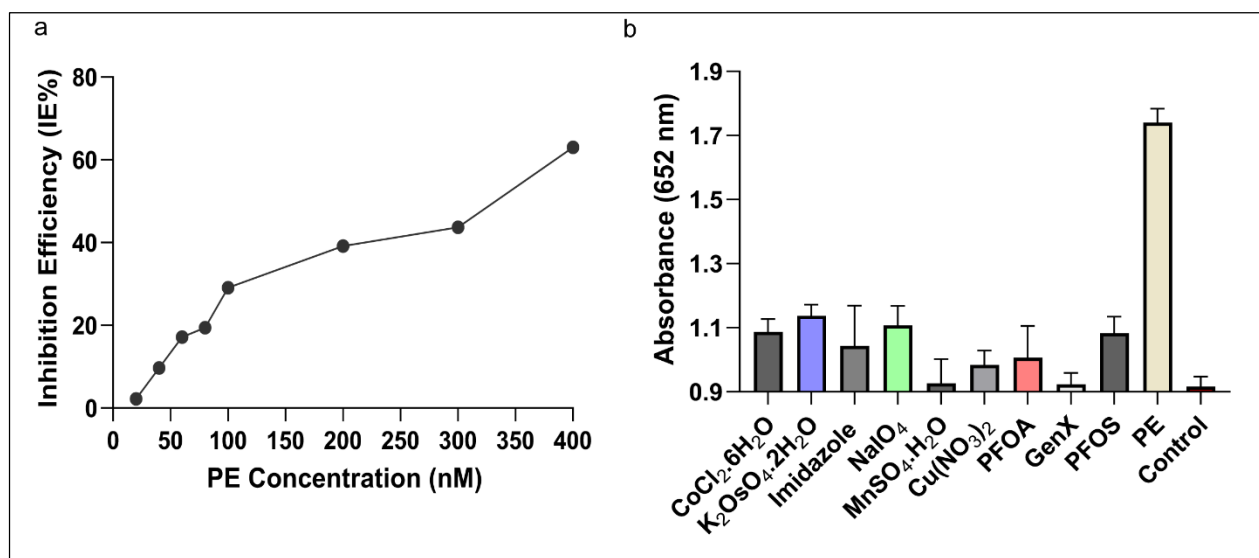 a
80
60
40
20
0
Inhibition Efficiency (IE%)
0 50 100 150 200 250 300 350 400
PE Concentration (nM)
b
1.9
1.7
1.5
1.3
1.1
0.9
Absorbance (652 nm)
CoCl₂.6H₂O
K₂OsO₄.2H₂O
Imidazole
NaIO₄
MnSO₄.H₂O
Cu(NO₃)₂
PFOA
GenX
PFOS
PE
Control